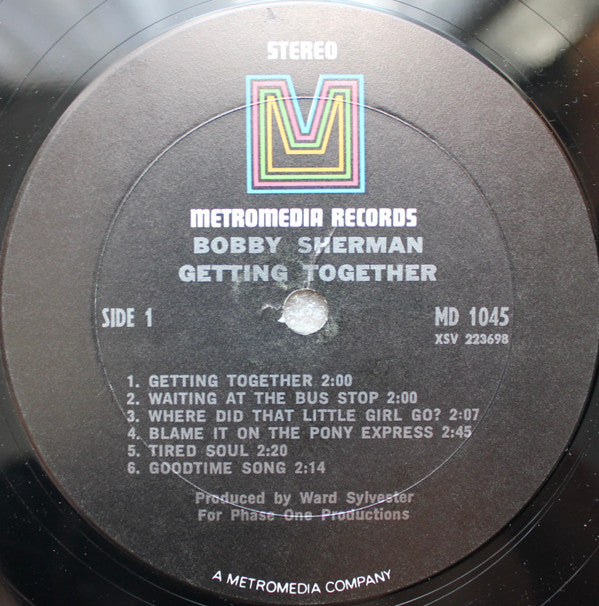 STEREO
METROMEDIA RECORDS
BOBBY SHERMAN
GETTING TOGETHER
SIDE 1
MD 1045
XSV 223698
1. GETTING TOGETHER 2:00
2. WAITING AT THE BUS STOP 2:00
3. WHERE DID THAT LITTLE GIRL GO? 2:07
4. BLAME IT ON THE PONY EXPRESS 2:45
5. TIRED SOUL 2:20
6. GOODTIME SONG 2:14
Produced by Ward Sylvester
For Phase One Productions
A METROMEDIA COMPANY